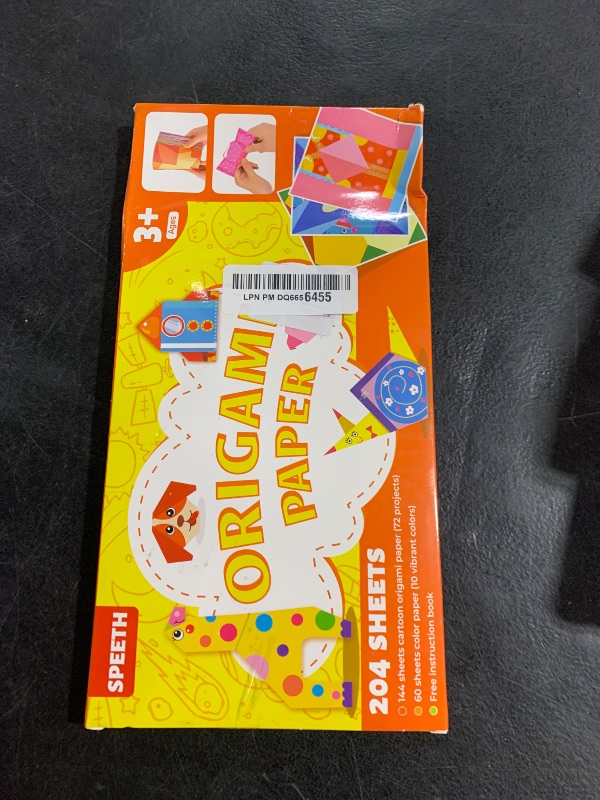 SPEETH
3+
Ages
LPN PM DQ6656455
ORIGAMI
PAPER
204 SHEETS
144 sheets cartoon origami paper (72 projects)
60 sheets color paper (10 vibrant colors)
Free instruction book